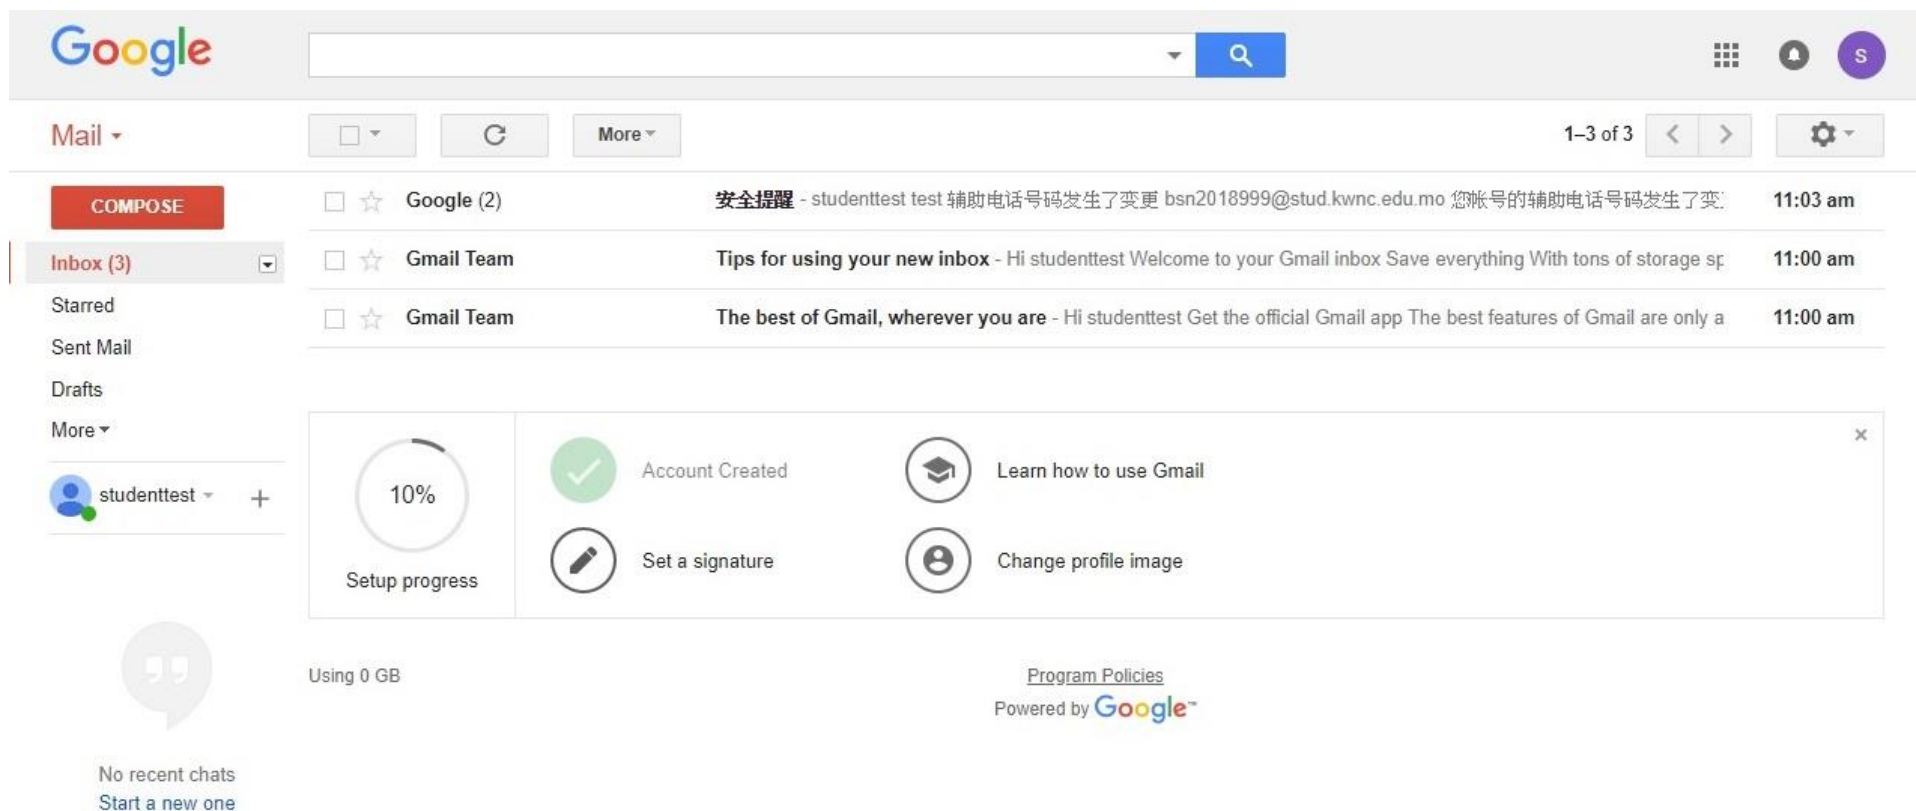 Google
S
Mail
More
1–3 of 3
COMPOSE
Inbox (3)
Starred
Sent Mail
Drafts
More
studenttest
Google (2) 安全提醒 - studenttest test 辅助电话号码发生了变更 bsn2018999@stud.kwnc.edu.mo 您帐号的辅助电话号码发生了变 11:03 am
Gmail Team Tips for using your new inbox - Hi studenttest Welcome to your Gmail inbox Save everything With tons of storage sp 11:00 am
Gmail Team The best of Gmail, wherever you are - Hi studenttest Get the official Gmail app The best features of Gmail are only a 11:00 am
10%
Setup progress
Account Created
Learn how to use Gmail
Set a signature
Change profile image
Using 0 GB
Program Policies
Powered by Google™
No recent chats
Start a new one